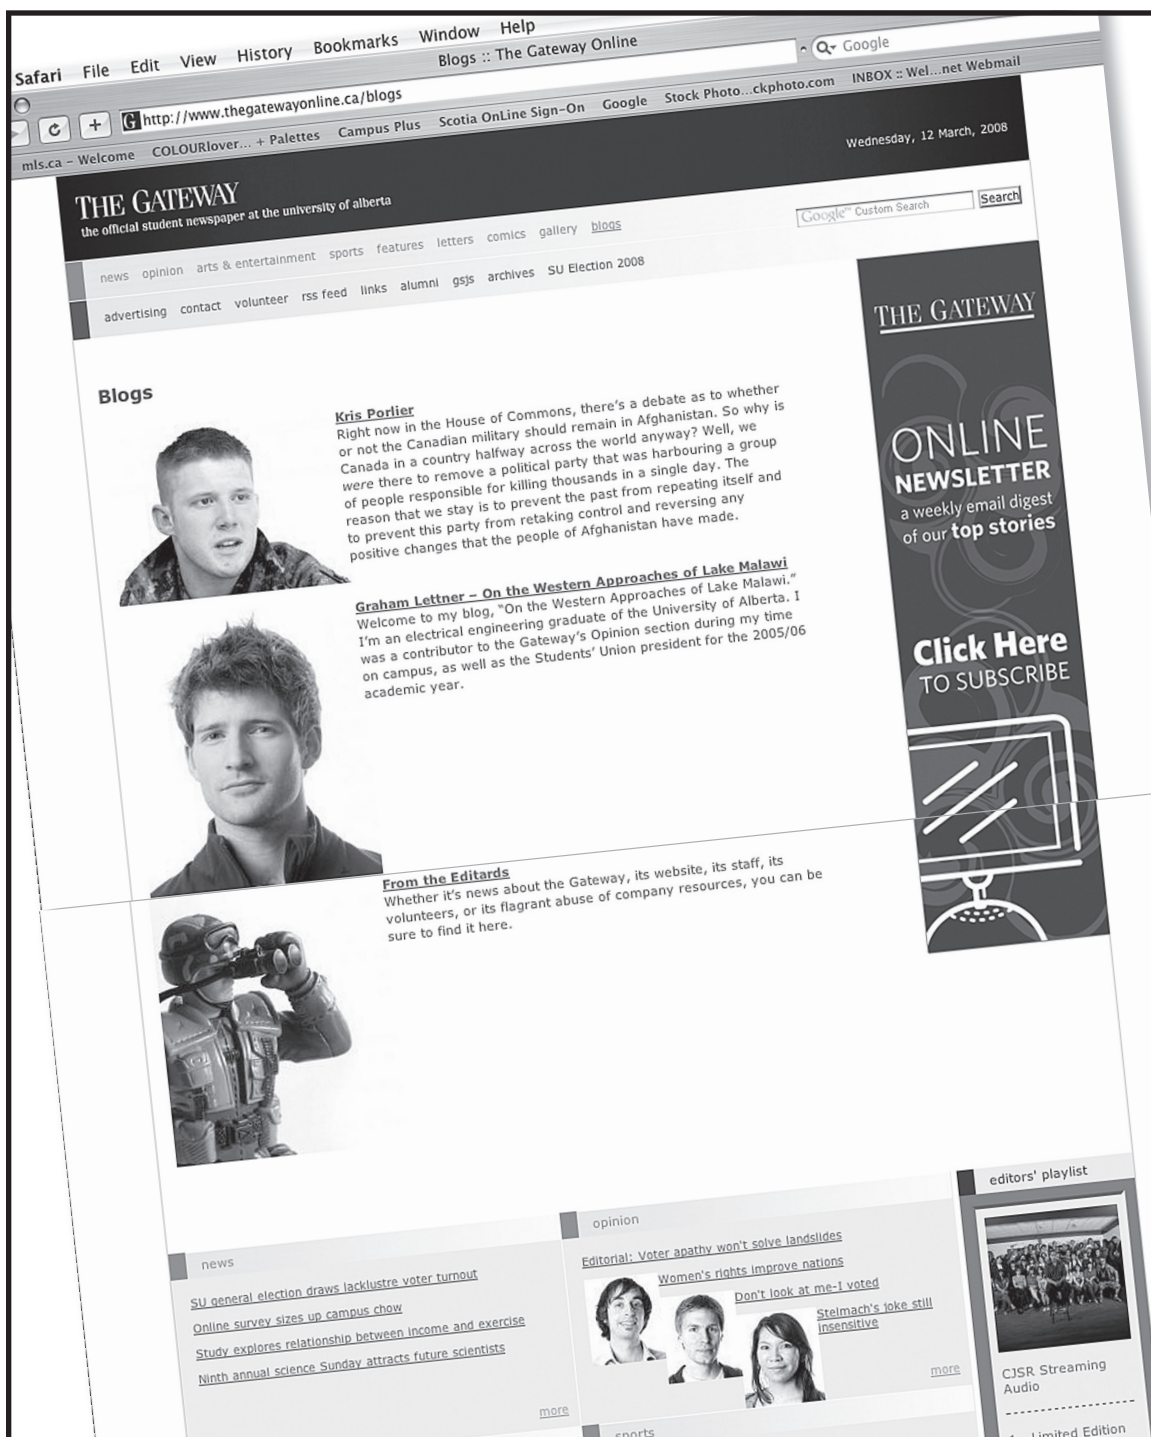 Safari File Edit View History Bookmarks Window Help
Blogs :: The Gateway Online
G http://www.thegatewayonline.ca/blogs
Google
mls.ca – Welcome COLOURlover... + Palettes Campus Plus Scotia OnLine Sign-On Google Stock Photo...ckphoto.com INBOX :: Wel...net Webmail
Wednesday, 12 March, 2008
THE GATEWAY
the official student newspaper at the university of alberta
Google™ Custom Search Search
news opinion arts & entertainment sports features letters comics gallery blogs
advertising contact volunteer rss feed links alumni gsjs archives SU Election 2008
Blogs
Kris Porlier
Right now in the House of Commons, there's a debate as to whether
or not the Canadian military should remain in Afghanistan. So why is
Canada in a country halfway across the world anyway? Well, we
were there to remove a political party that was harbouring a group
of people responsible for killing thousands in a single day. The
reason that we stay is to prevent the past from repeating itself and
to prevent this party from retaking control and reversing any
positive changes that the people of Afghanistan have made.
Graham Lettner – On the Western Approaches of Lake Malawi
Welcome to my blog, "On the Western Approaches of Lake Malawi."
I'm an electrical engineering graduate of the University of Alberta. I
was a contributor to the Gateway's Opinion section during my time
on campus, as well as the Students' Union president for the 2005/06
academic year.
From the Editards
Whether it's news about the Gateway, its website, its staff, its
volunteers, or its flagrant abuse of company resources, you can be
sure to find it here.
THE GATEWAY
ONLINE
NEWSLETTER
a weekly email digest
of our top stories
Click Here
TO SUBSCRIBE
news
SU general election draws lacklustre voter turnout
Online survey sizes up campus chow
Study explores relationship between income and exercise
Ninth annual science Sunday attracts future scientists
more
opinion
Editorial: Voter apathy won't solve landslides
Women's rights improve nations
Don't look at me-I voted
Stelmach's joke still
insensitive
more
sports
editors' playlist
CJSR Streaming
Audio
Limited Edition